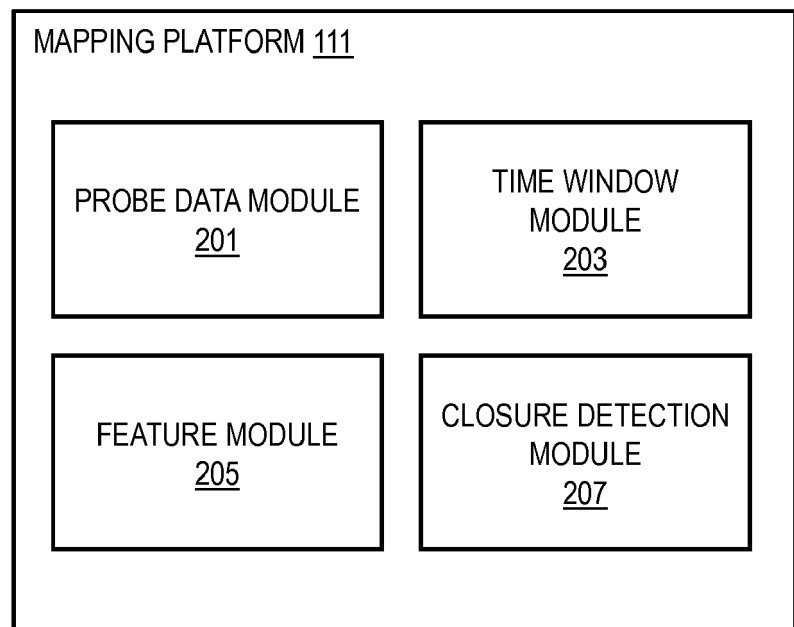 MAPPING PLATFORM 111
PROBE DATA MODULE
201
TIME WINDOW
MODULE
203
FEATURE MODULE
205
CLOSURE DETECTION
MODULE
207